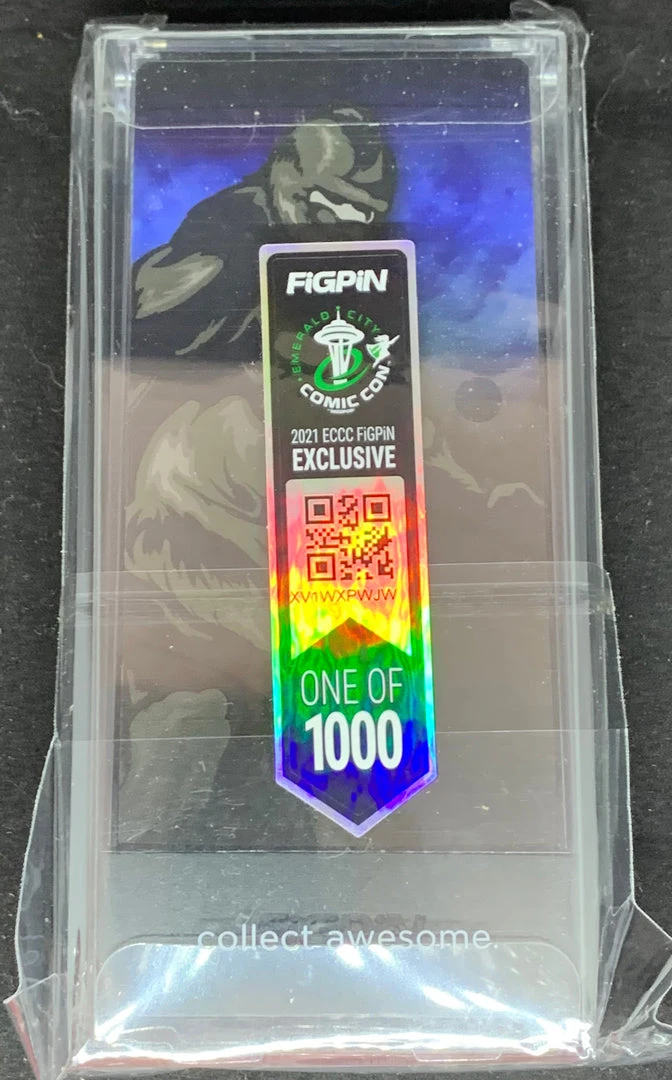 FiGPiN
EMERALD CITY
COMIC CON
2021 ECCC FiGPiN
EXCLUSIVE
XV1WXPWJW
ONE OF
1000
collect awesome.